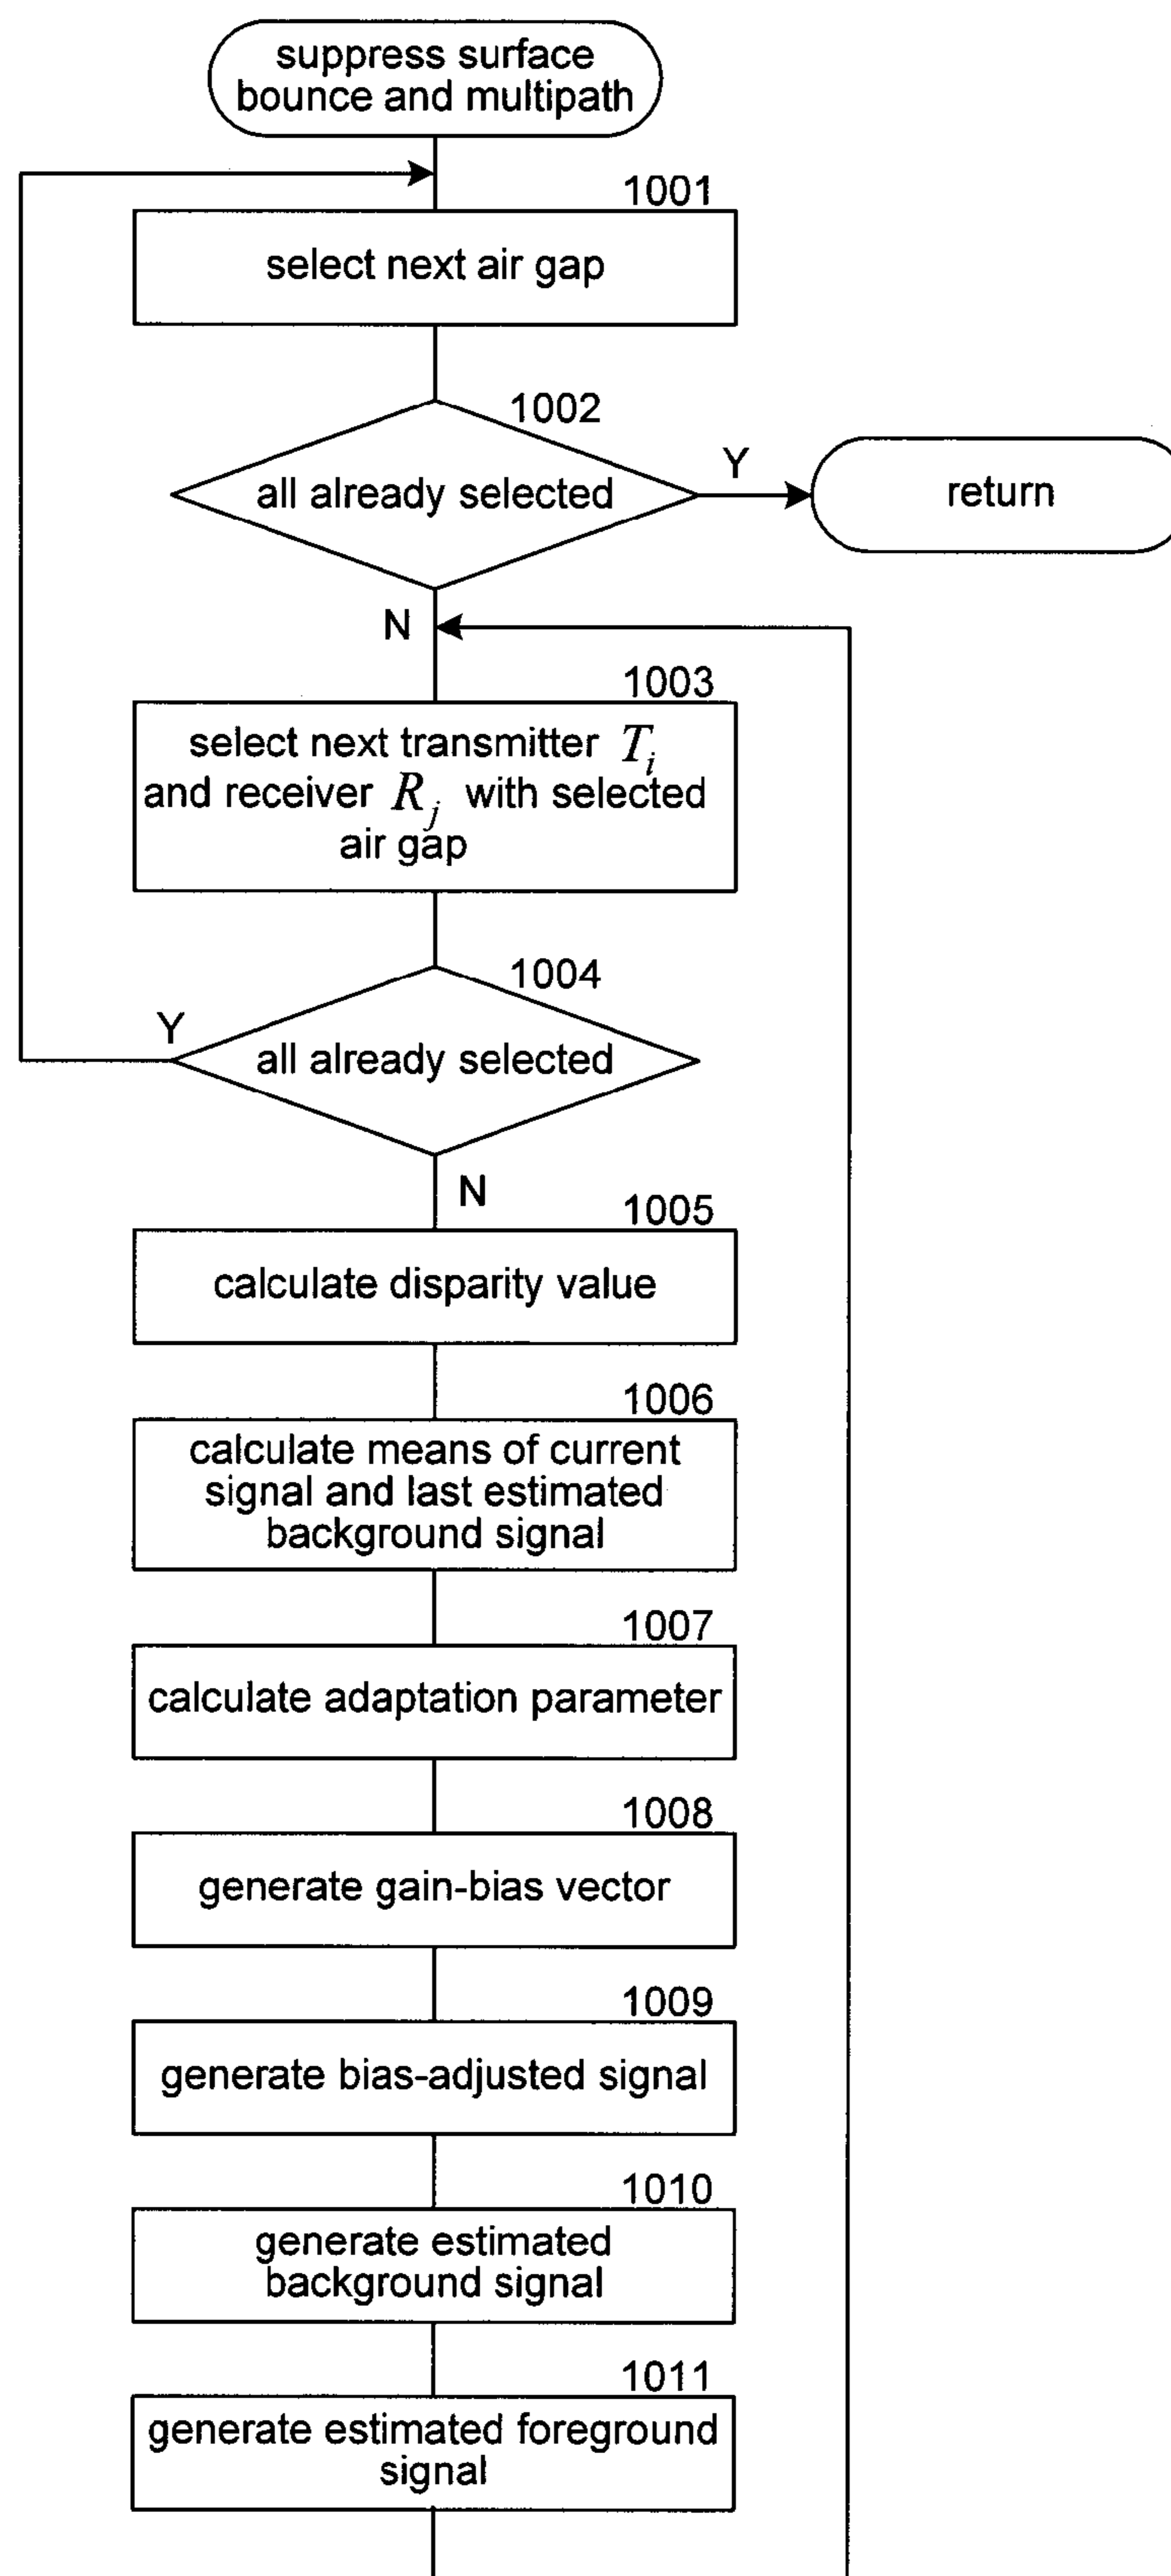 suppress surface
bounce and multipath
1001
select next air gap
1002
all already selected
Y
return
N
1003
select next transmitter T_i
and receiver R_j with selected
air gap
1004
Y
all already selected
N
1005
calculate disparity value
1006
calculate means of current
signal and last estimated
background signal
1007
calculate adaptation parameter
1008
generate gain-bias vector
1009
generate bias-adjusted signal
1010
generate estimated
background signal
1011
generate estimated foreground
signal